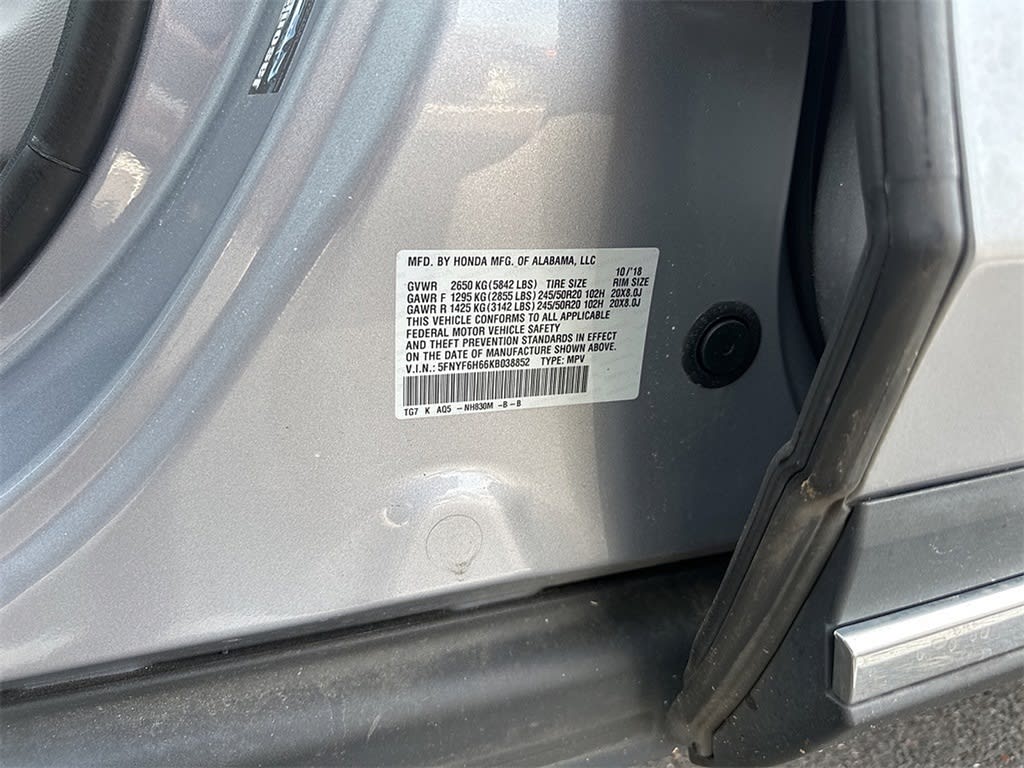 MFD. BY HONDA MFG. OF ALABAMA, LLC
10/'18
GVWR 2650 KG(5842 LBS) TIRE SIZE RIM SIZE
GAWR F 1295 KG(2855 LBS) 245/50R20 102H 20X8.0J
GAWR R 1425 KG(3142 LBS) 245/50R20 102H 20X8.0J
THIS VEHICLE CONFORMS TO ALL APPLICABLE
FEDERAL MOTOR VEHICLE SAFETY
AND THEFT PREVENTION STANDARDS IN EFFECT
ON THE DATE OF MANUFACTURE SHOWN ABOVE.
V.I.N.: 5FNYF6H66KB038852 TYPE: MPV
TG7 K AQ5 -NH830M -B-B